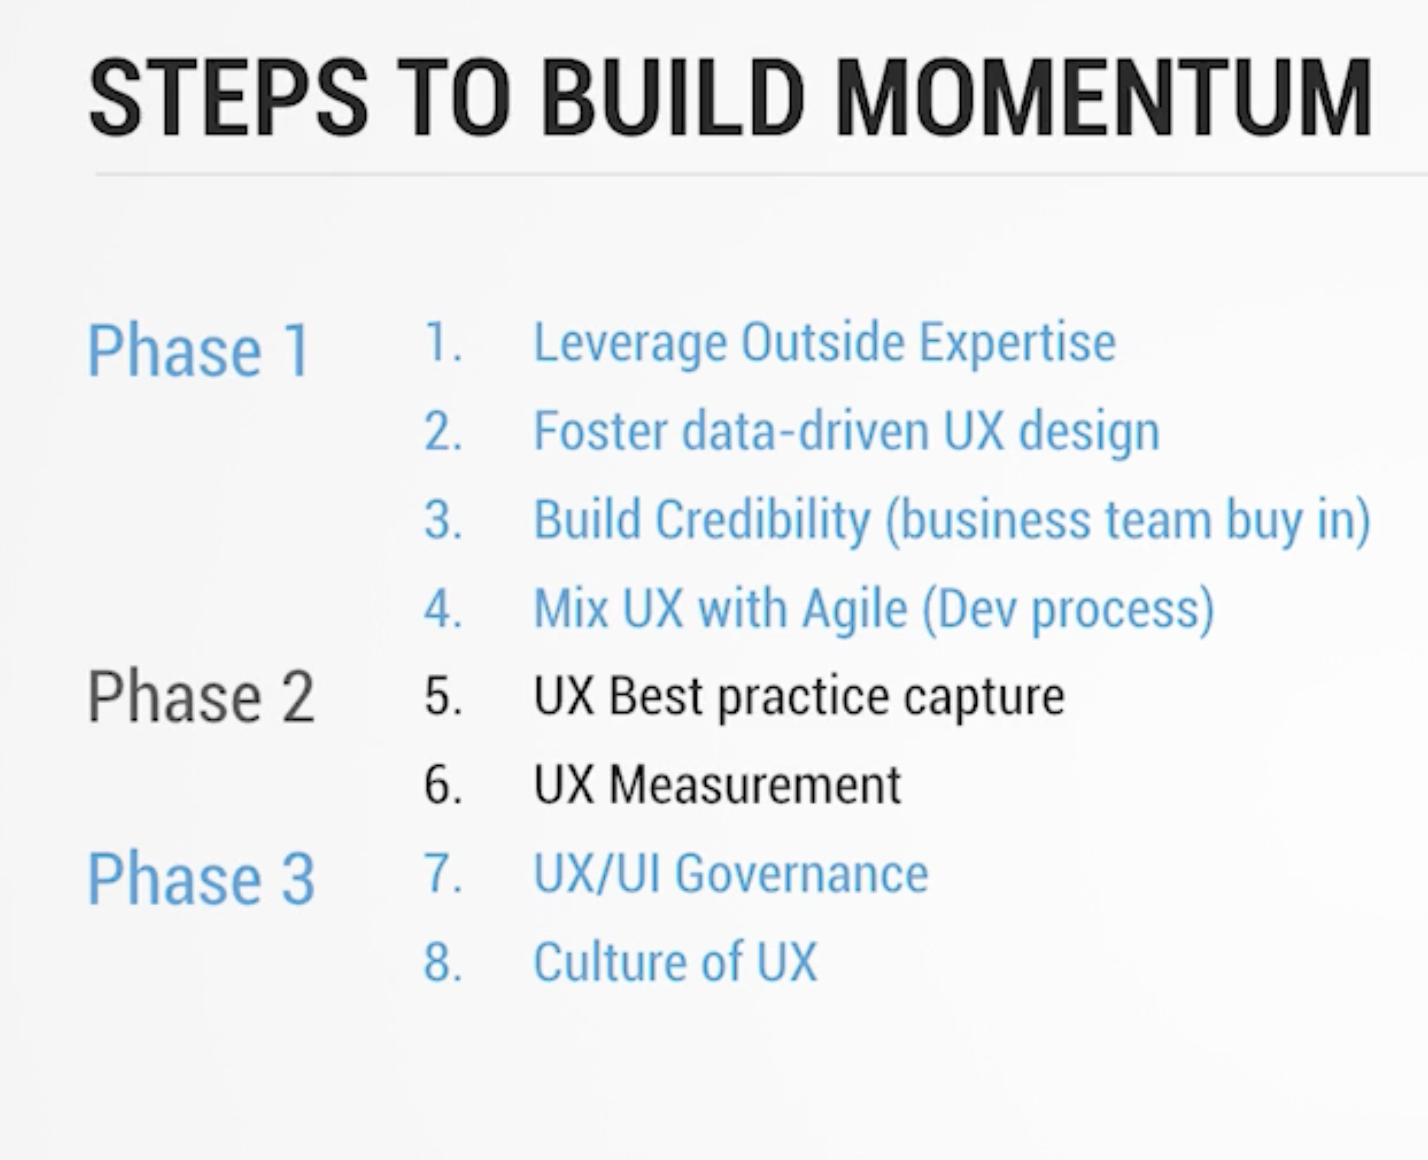 STEPS TO BUILD MOMENTUM
Phase 1 1. Leverage Outside Expertise
2. Foster data-driven UX design
3. Build Credibility (business team buy in)
4. Mix UX with Agile (Dev process)
Phase 2 5. UX Best practice capture
6. UX Measurement
Phase 3 7. UX/UI Governance
8. Culture of UX